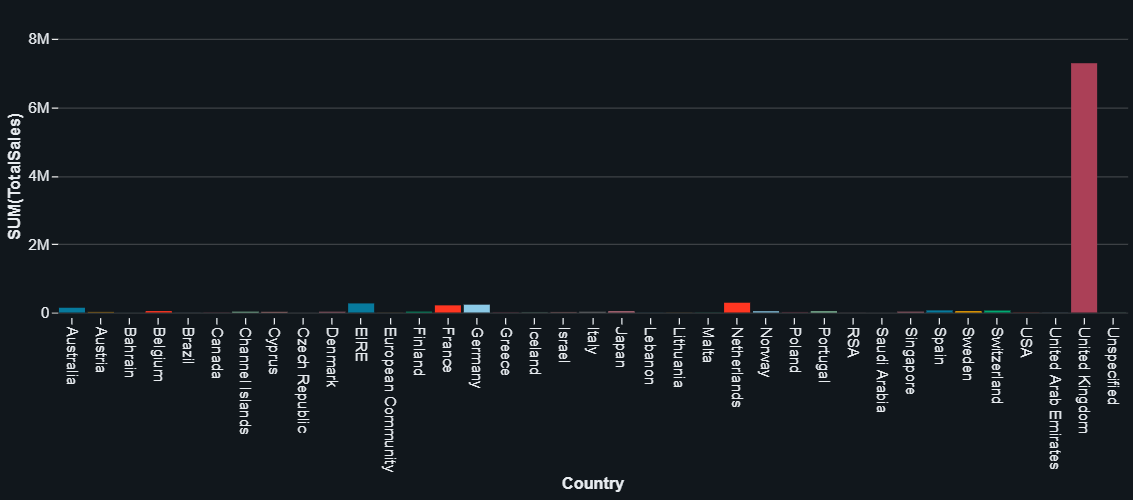 8M
6M
4M
2M
0
SUM(TotalSales)
Australia
Austria
Bahrain
Belgium
Brazil
Canada
Channel Islands
Cyprus
Czech Republic
Denmark
EIRE
European Community
Finland
France
Germany
Greece
Iceland
Israel
Italy
Japan
Lebanon
Lithuania
Malta
Netherlands
Norway
Poland
Portugal
RSA
Saudi Arabia
Singapore
Spain
Sweden
Switzerland
USA
United Arab Emirates
United Kingdom
Unspecified
Country